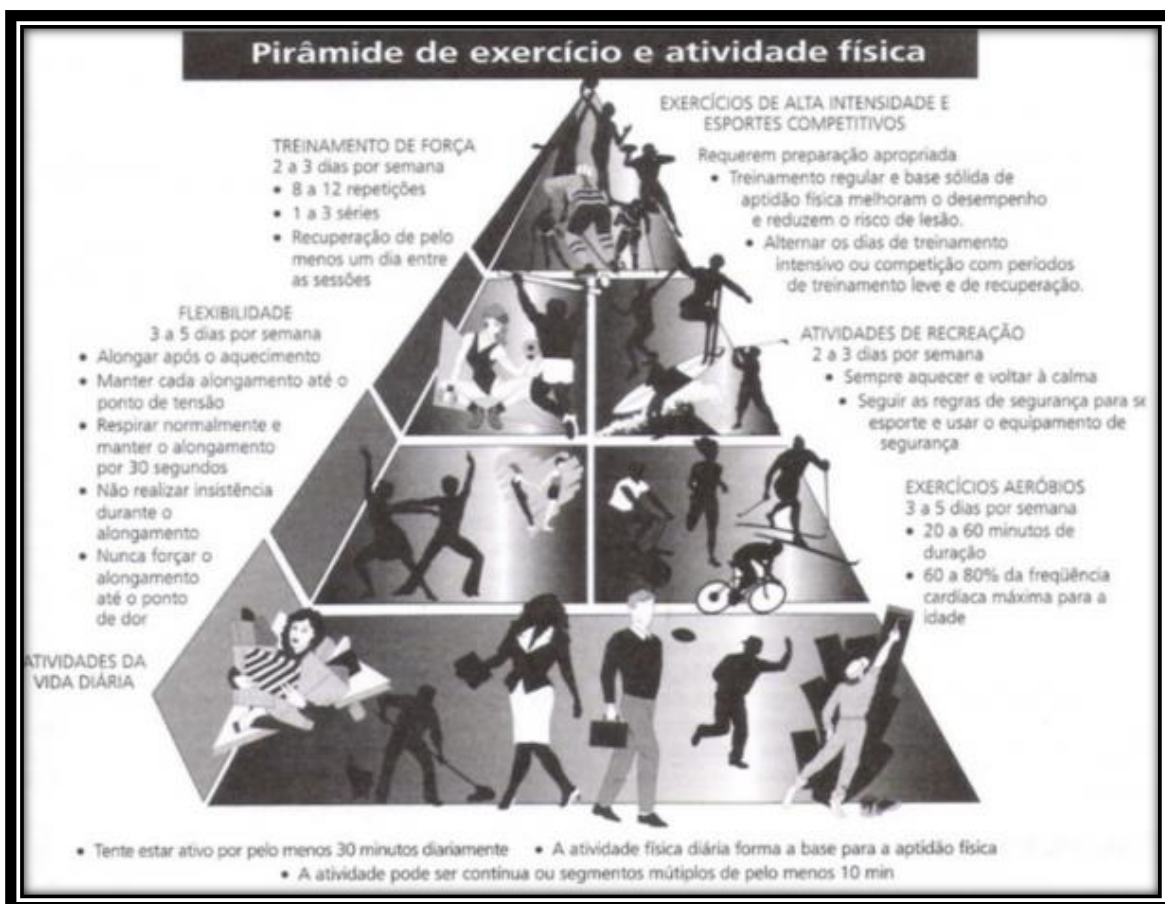 Pirâmide de exercício e atividade física
TREINAMENTO DE FORÇA
2 a 3 dias por semana
• 8 a 12 repetições
• 1 a 3 séries
• Recuperação de pelo
menos um dia entre
as sessões
FLEXIBILIDADE
3 a 5 dias por semana
• Alongar após o aquecimento
• Manter cada alongamento até o
ponto de tensão
• Respirar normalmente e
manter o alongamento
por 30 segundos
• Não realizar insistência
durante o
alongamento
• Nunca forçar o
alongamento
até o ponto
de dor
ATIVIDADES DA
VIDA DIÁRIA
EXERCÍCIOS DE ALTA INTENSIDADE E
ESPORTES COMPETITIVOS
Requerem preparação apropriada
• Treinamento regular e base sólida de
aptidão física melhoram o desempenho
e reduzem o risco de lesão.
• Alternar os dias de treinamento
intensivo ou competição com períodos
de treinamento leve e de recuperação.
ATIVIDADES DE RECREAÇÃO
2 a 3 dias por semana
• Sempre aquecer e voltar à calma
• Seguir as regras de segurança para se
esporte e usar o equipamento de
segurança
EXERCÍCIOS AERÓBIOS
3 a 5 dias por semana
• 20 a 60 minutos de
duração
• 60 a 80% da freqüência
cardíaca máxima para a
idade
• Tente estar ativo por pelo menos 30 minutos diariamente • A atividade física diária forma a base para a aptidão física
• A atividade pode ser contínua ou segmentos mútiplos de pelo menos 10 min